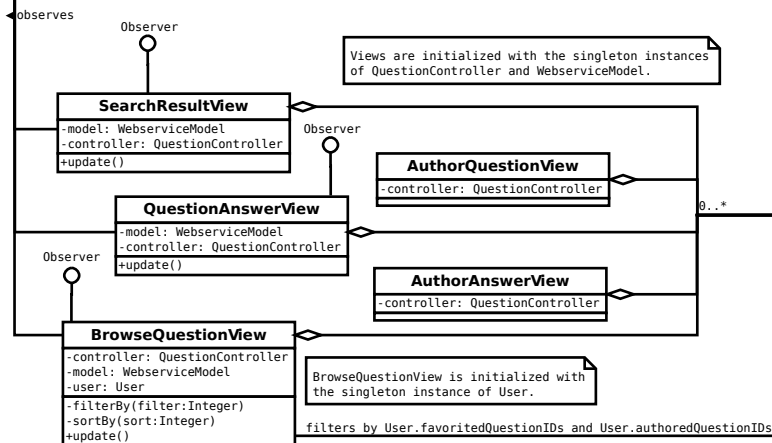 observes
Observer
Views are initialized with the singleton instances
of QuestionController and WebserviceModel.
SearchResultView
-model: WebserviceModel
-controller: QuestionController
+update()
Observer
AuthorQuestionView
-controller: QuestionController
QuestionAnswerView
-model: WebserviceModel
-controller: QuestionController
+update()
0..*
Observer
AuthorAnswerView
-controller: QuestionController
BrowseQuestionView
-controller: QuestionController
-model: WebserviceModel
-user: User
-filterBy(filter:Integer)
-sortBy(sort:Integer)
+update()
BrowseQuestionView is initialized with
the singleton instance of User.
filters by User.favoritedQuestionIDs and User.authoredQuestionIDs